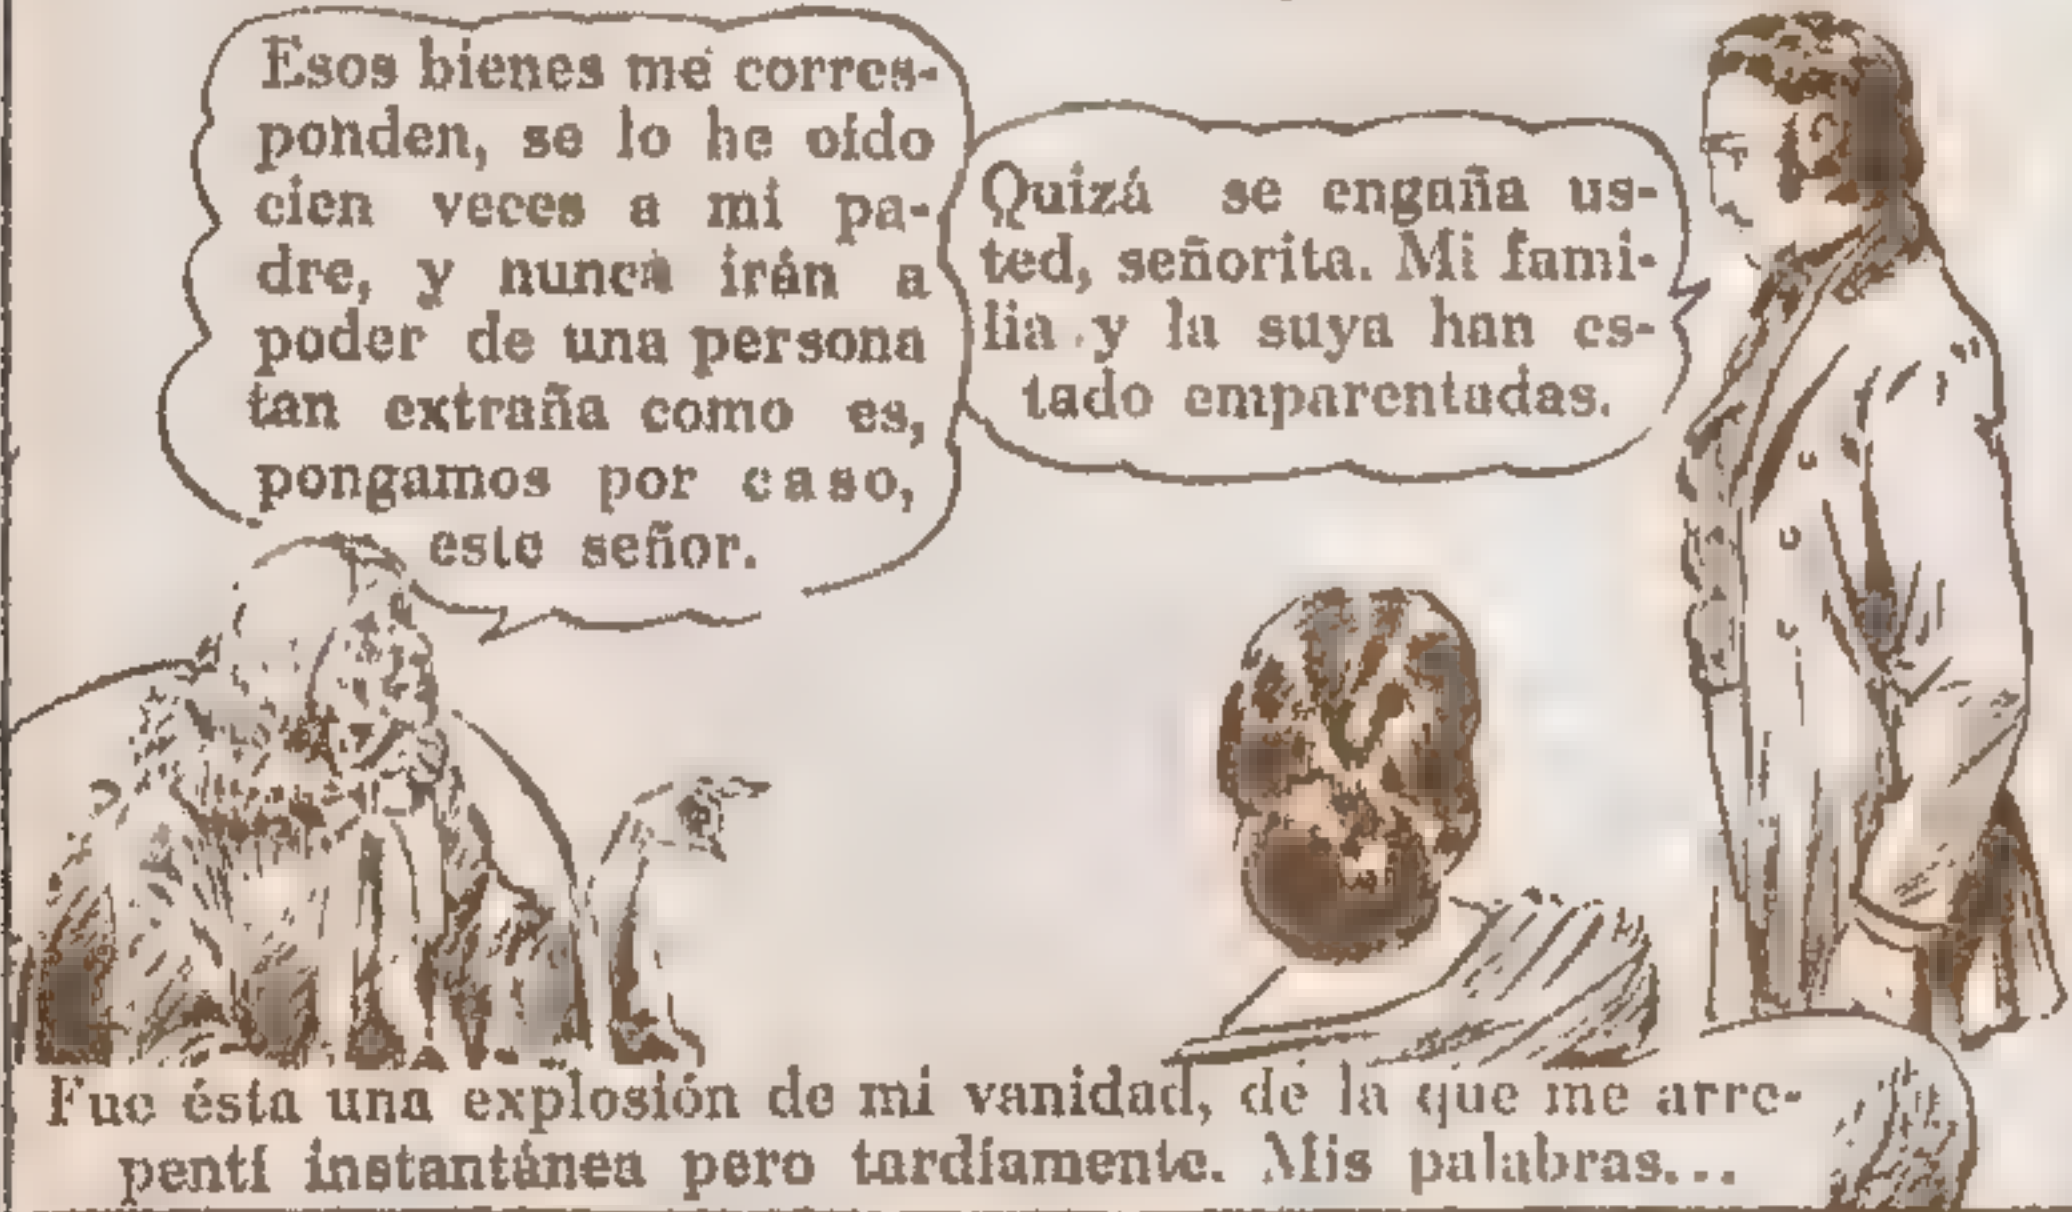 Esos bienes me corres-
ponden, se lo he oído
cien veces a mi pa-
dre, y nunca irán a
poder de una persona
tan extraña como es,
pongamos por caso,
este señor.
Quizá se engaña us-
ted, señorita. Mi fami-
lia y la suya han es-
tado emparentadas.
Fue ésta una explosión de mi vanidad, de la que me arre-
pentí instantánea pero tardíamente. Mis palabras...